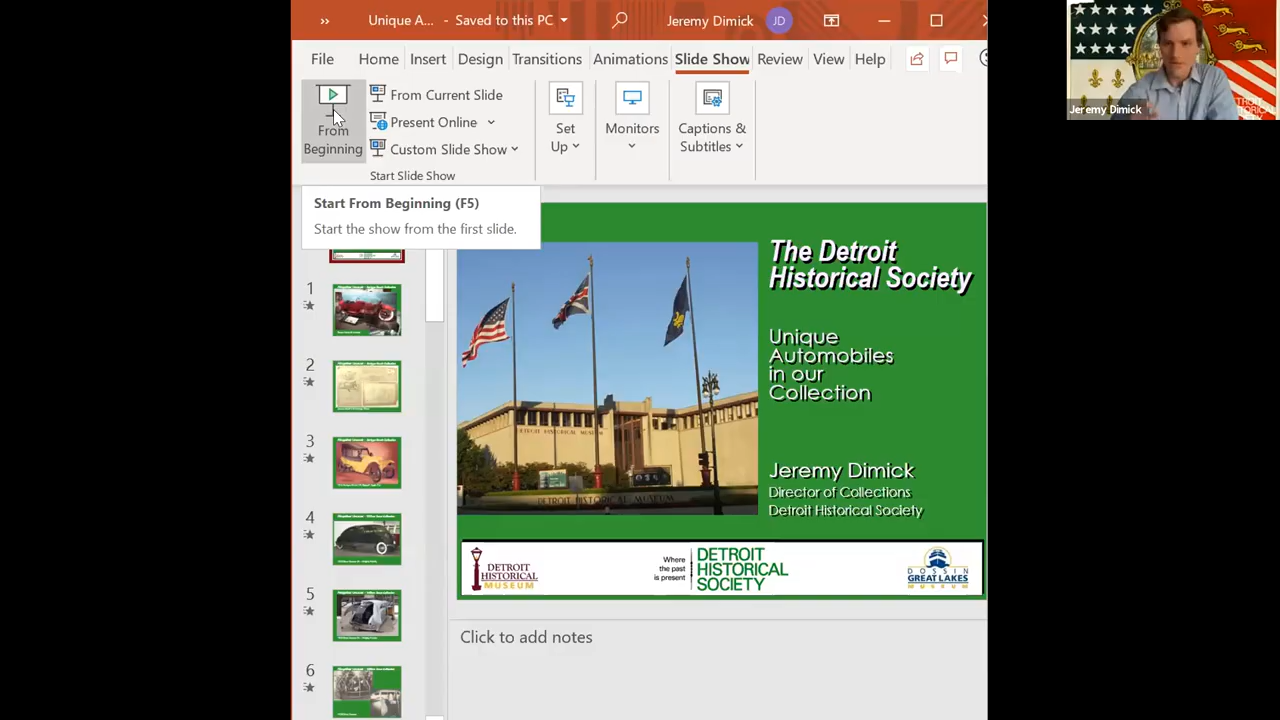 ››
Unique A... - Saved to this PC
Jeremy Dimick
JD
File Home Insert Design Transitions Animations Slide Show Review View Help
From Beginning
From Current Slide
Present Online
Custom Slide Show
Start Slide Show
Set Up
Monitors
Captions & Subtitles
Start From Beginning (F5)
Start the show from the first slide.
1
2
3
4
5
6
The Detroit
Historical Society
Unique
Automobiles
in our
Collection
Jeremy Dimick
Director of Collections
Detroit Historical Society
DETROIT HISTORICAL MUSEUM
DETROIT
HISTORICAL
MUSEUM
Where
the past
is present
DETROIT
HISTORICAL
SOCIETY
DOSSIN
GREAT LAKES
MUSEUM
Click to add notes
Jeremy Dimick